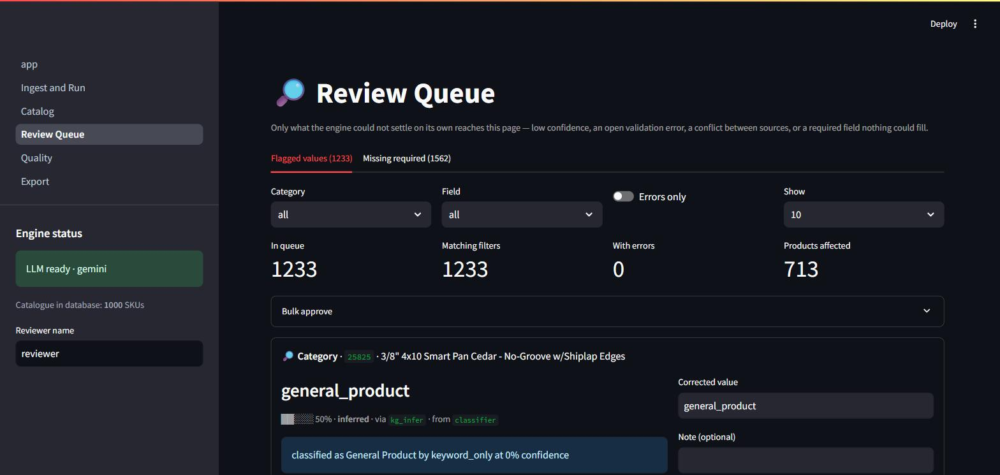 Deploy
app
Ingest and Run
Catalog
Review Queue
Quality
Export
Engine status
LLM ready · gemini
Catalogue in database: 1000 SKUs
Reviewer name
reviewer
Review Queue
Only what the engine could not settle on its own reaches this page — low confidence, an open validation error, a conflict between sources, or a required field nothing could fill.
Flagged values (1233) Missing required (1562)
Category Field Errors only Show
all all 10
In queue Matching filters With errors Products affected
1233 1233 0 713
Bulk approve
Category · 25825 · 3/8" 4x10 Smart Pan Cedar - No-Groove w/Shiplap Edges
general_product
50% · inferred · via kg_infer · from classifier
classified as General Product by keyword_only at 0% confidence
Corrected value
general_product
Note (optional)